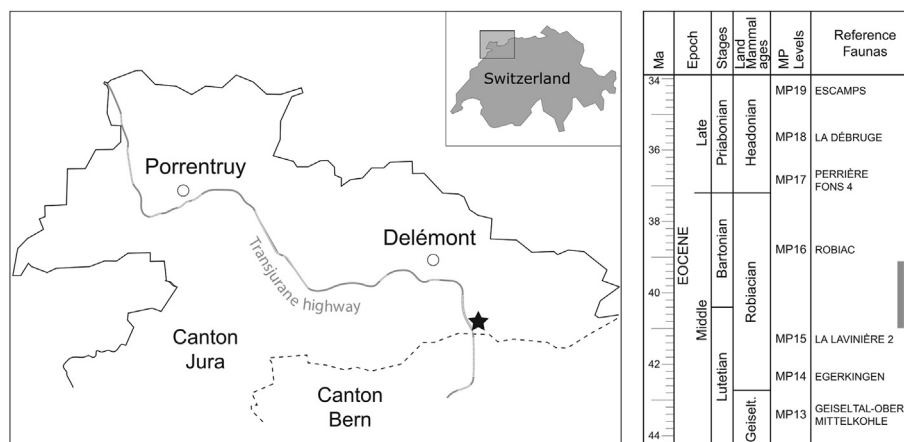 Switzerland
Porrentruy
Delémont
Transjurane highway
Canton
Jura
Canton
Bern
Ma
Epoch
Stages
Land
Mammal
ages
MP
Levels
Reference
Faunas
34
36
38
40
42
44
EOCENE
Late
Middle
Priabonian
Bartonian
Lutetian
Headonian
Robiacian
Geiselt.
MP19 ESCAMPS
MP18 LA DÉBRUGE
MP17 PERRIÈRE
FONS 4
MP16 ROBIAC
MP15 LA LAVINIÈRE 2
MP14 EGERKINGEN
MP13 GEISELTAL-OBER
MITTELKOHLE